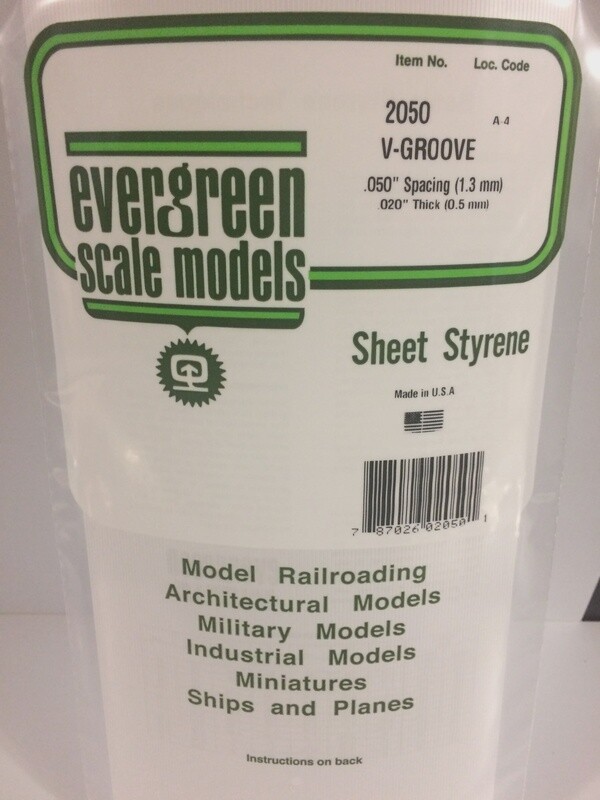 Item No. Loc. Code
2050 A 4
V-GROOVE
.050" Spacing (1.3 mm)
.020" Thick (0.5 mm)
evergreen
scale models
Sheet Styrene
Made in U.S.A
7 87026 02050 1
Model Railroading
Architectural Models
Military Models
Industrial Models
Miniatures
Ships and Planes
Instructions on back